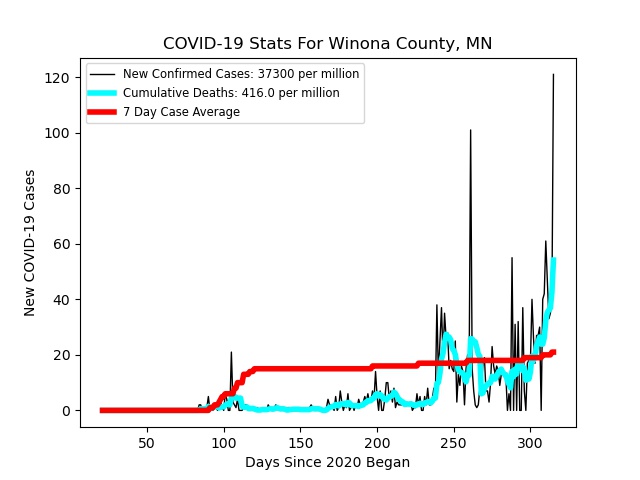 COVID-19 Stats For Winona County, MN
New Confirmed Cases: 37300 per million
Cumulative Deaths: 416.0 per million
7 Day Case Average
New COVID-19 Cases
120
100
80
60
40
20
0
50 100 150 200 250 300
Days Since 2020 Began